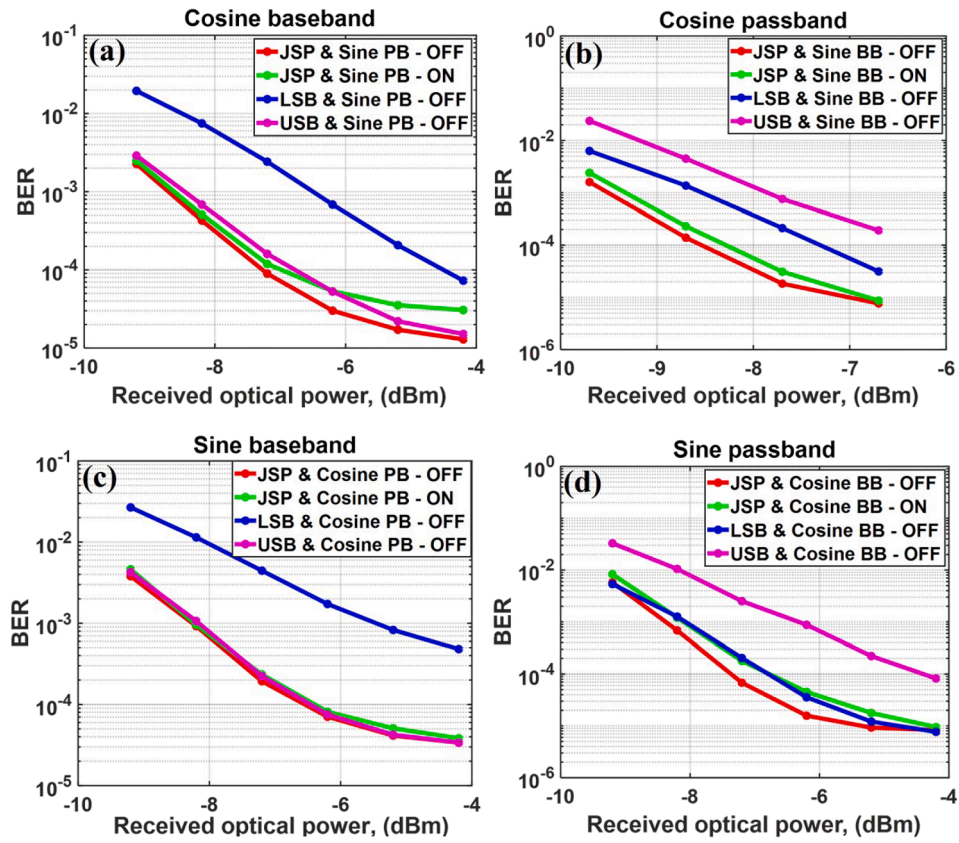 Cosine baseband
(a)
JSP & Sine PB - OFF
JSP & Sine PB - ON
LSB & Sine PB - OFF
USB & Sine PB - OFF
10^-1
10^-2
10^-3
10^-4
10^-5
BER
-10 -8 -6 -4
Received optical power, (dBm)
Cosine passband
(b)
JSP & Sine BB - OFF
JSP & Sine BB - ON
LSB & Sine BB - OFF
USB & Sine BB - OFF
10^0
10^-2
10^-4
10^-6
BER
-10 -9 -8 -7 -6
Received optical power, (dBm)
Sine baseband
(c)
JSP & Cosine PB - OFF
JSP & Cosine PB - ON
LSB & Cosine PB - OFF
USB & Cosine PB - OFF
10^-1
10^-2
10^-3
10^-4
10^-5
BER
-10 -8 -6 -4
Received optical power, (dBm)
Sine passband
(d)
JSP & Cosine BB - OFF
JSP & Cosine BB - ON
LSB & Cosine BB - OFF
USB & Cosine BB - OFF
10^0
10^-2
10^-4
10^-6
BER
-10 -8 -6 -4
Received optical power, (dBm)